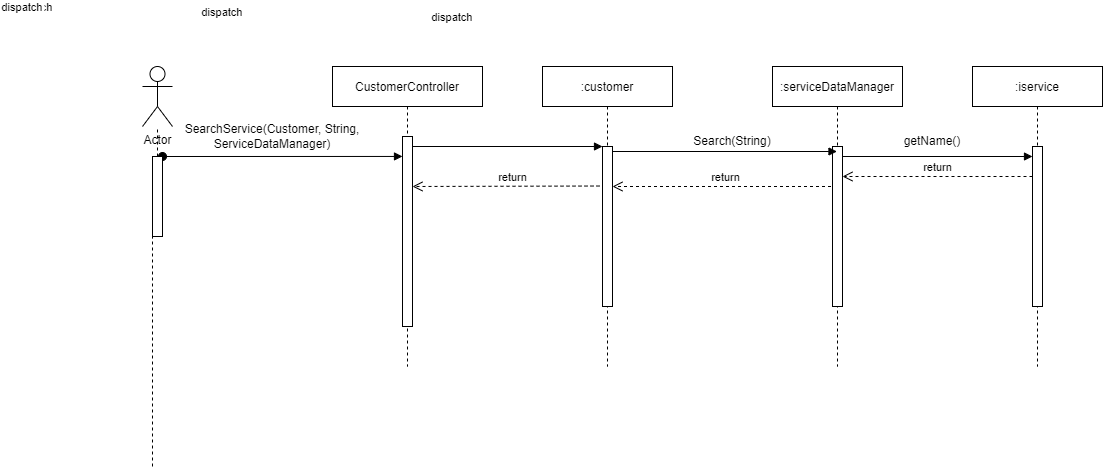 dispatch:h
dispatch
dispatch
CustomerController
:customer
:serviceDataManager
:iservice
Actor
SearchService(Customer, String,
ServiceDataManager)
Search(String)
getName()
return
return
return